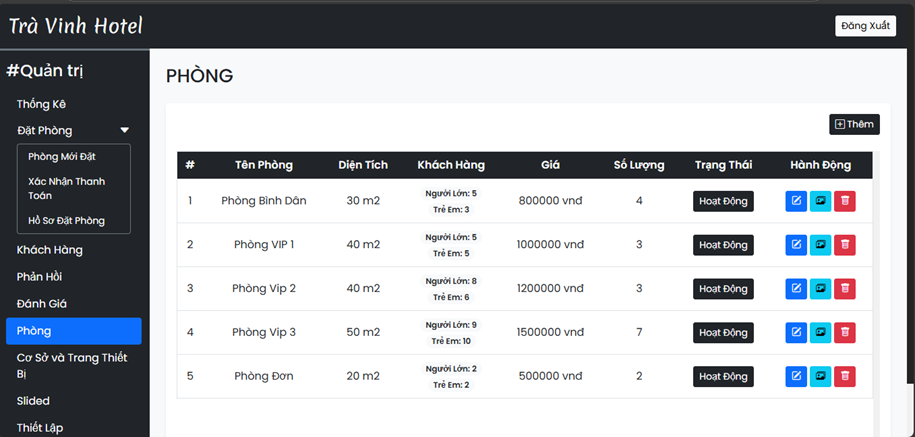 Trà Vinh Hotel
Đăng Xuất
#Quản trị
Thống Kê
Đặt Phòng
Phòng Mới Đặt
Xác Nhận Thanh
Toán
Hồ Sơ Đặt Phòng
Khách Hàng
Phản Hồi
Đánh Giá
Phòng
Cơ Sở và Trang Thiết
Bị
Slided
Thiết Lập
PHÒNG
Thêm
# Tên Phòng Diện Tích Khách Hàng Giá Số Lượng Trạng Thái Hành Động
1 Phòng Bình Dân 30 m2 Người Lớn: 5 Trẻ Em: 3 800000 vnđ 4 Hoạt Động
2 Phòng VIP 1 40 m2 Người Lớn: 5 Trẻ Em: 5 1000000 vnđ 3 Hoạt Động
3 Phòng Vip 2 40 m2 Người Lớn: 8 Trẻ Em: 6 1200000 vnđ 3 Hoạt Động
4 Phòng Vip 3 50 m2 Người Lớn: 9 Trẻ Em: 10 1500000 vnđ 7 Hoạt Động
5 Phòng Đơn 20 m2 Người Lớn: 2 Trẻ Em: 2 500000 vnđ 2 Hoạt Động